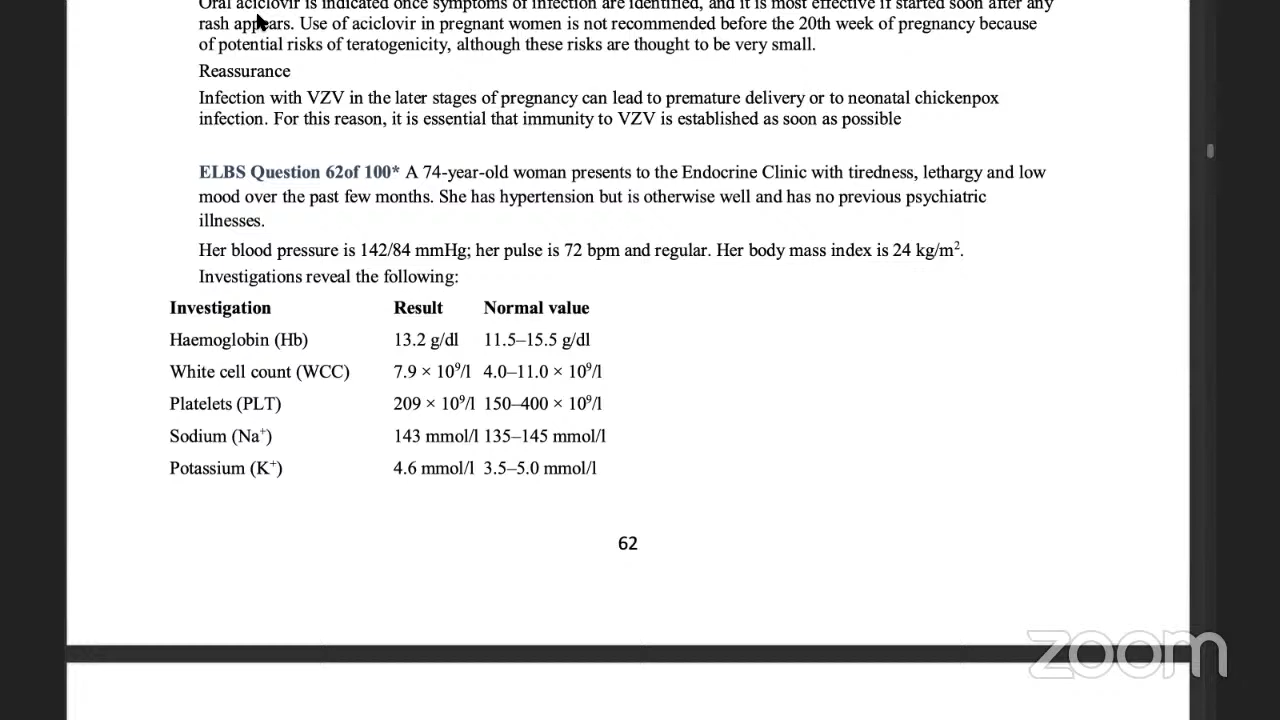 Oral aciclovir is indicated once symptoms of infection are identified, and it is most effective if started soon after any
rash appears. Use of aciclovir in pregnant women is not recommended before the 20th week of pregnancy because
of potential risks of teratogenicity, although these risks are thought to be very small.
Reassurance
Infection with VZV in the later stages of pregnancy can lead to premature delivery or to neonatal chickenpox
infection. For this reason, it is essential that immunity to VZV is established as soon as possible
ELBS Question 62of 100* A 74-year-old woman presents to the Endocrine Clinic with tiredness, lethargy and low
mood over the past few months. She has hypertension but is otherwise well and has no previous psychiatric
illnesses.
Her blood pressure is 142/84 mmHg; her pulse is 72 bpm and regular. Her body mass index is 24 kg/m².
Investigations reveal the following:
Investigation Result Normal value
Haemoglobin (Hb) 13.2 g/dl 11.5–15.5 g/dl
White cell count (WCC) 7.9 × 10⁹/l 4.0–11.0 × 10⁹/l
Platelets (PLT) 209 × 10⁹/l 150–400 × 10⁹/l
Sodium (Na⁺) 143 mmol/l 135–145 mmol/l
Potassium (K⁺) 4.6 mmol/l 3.5–5.0 mmol/l
62
zoom